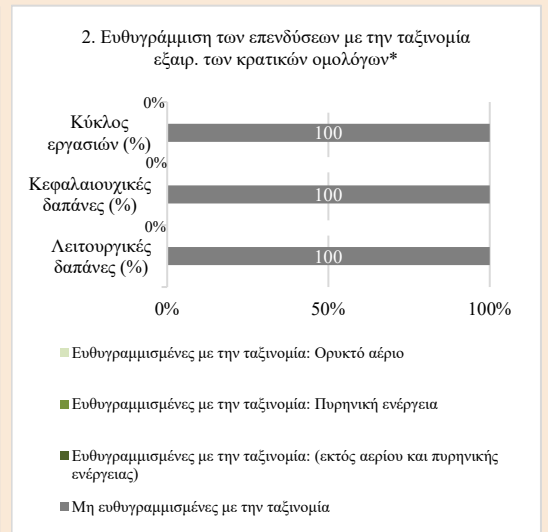 2. Ευθυγράμμιση των επενδύσεων με την ταξινομία
εξαιρ. των κρατικών ομολόγων*
0%
Κύκλος
εργασιών (%)
100
0%
Κεφαλαιουχικές
δαπάνες (%)
100
0%
Λειτουργικές
δαπάνες (%)
100
0% 50% 100%
Ευθυγραμμισμένες με την ταξινομία: Ορυκτό αέριο
Ευθυγραμμισμένες με την ταξινομία: Πυρηνική ενέργεια
Ευθυγραμμισμένες με την ταξινομία: (εκτός αερίου και πυρηνικής
ενέργειας)
Μη ευθυγραμμισμένες με την ταξινομία